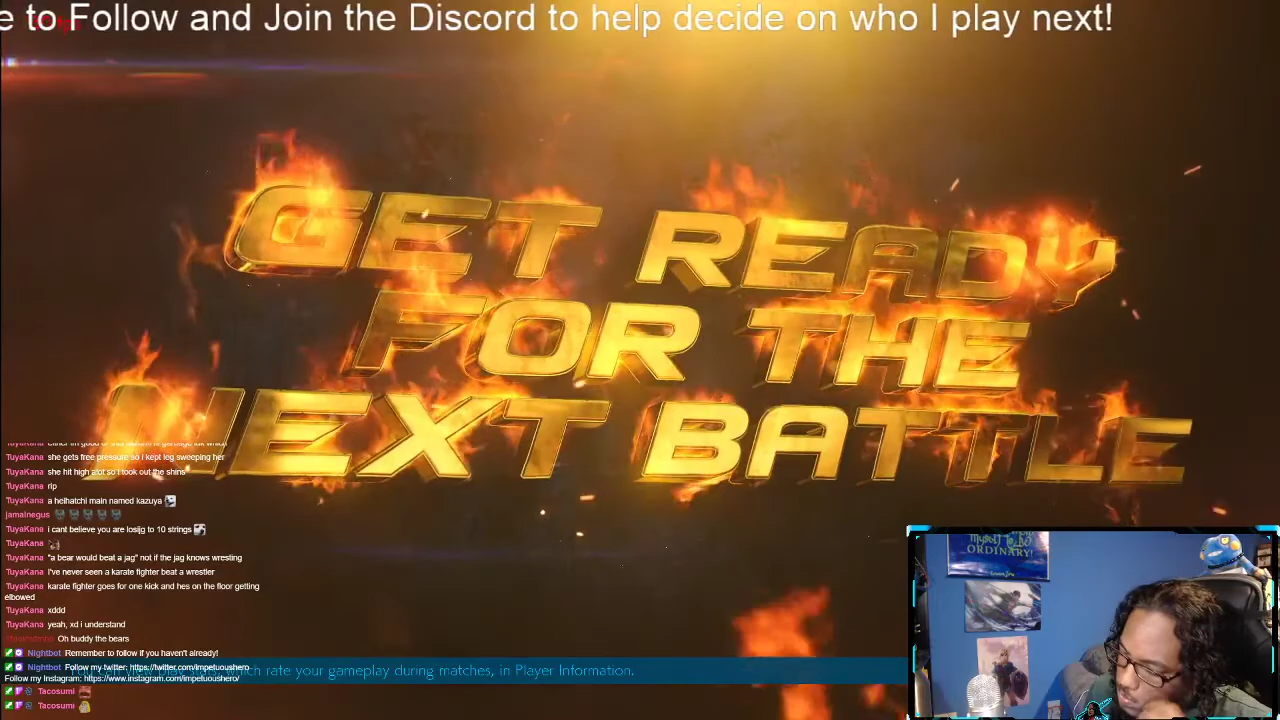 e to Follow and Join the Discord to help decide on who I play next!
GET READY
FOR THE
NEXT BATTLE
TuyaKana she gets free pressure so i kept leg sweeping her
TuyaKana she hit high alot so i took out the shins
TuyaKana rip
TuyaKana a heihatchi main named kazuya
jamalnegus
TuyaKana i cant believe you are losijg to 10 strings
TuyaKana
TuyaKana "a bear would beat a jag" not if the jag knows wresting
TuyaKana I've never seen a karate fighter beat a wrestler
TuyaKana karate fighter goes for one kick and hes on the floor getting
elbowed
TuyaKana xddd
TuyaKana yeah, xd i understand
Oh buddy the bears
Nightbot Remember to follow if you haven't already!
Nightbot Follow my twitter: https://twitter.com/impetuoushero
Follow my Instagram: https://www.instagram.com/impetuoushero/
which rate your gameplay during matches, in Player Information.
Tacosumi
Tacosumi
ORDINARY!